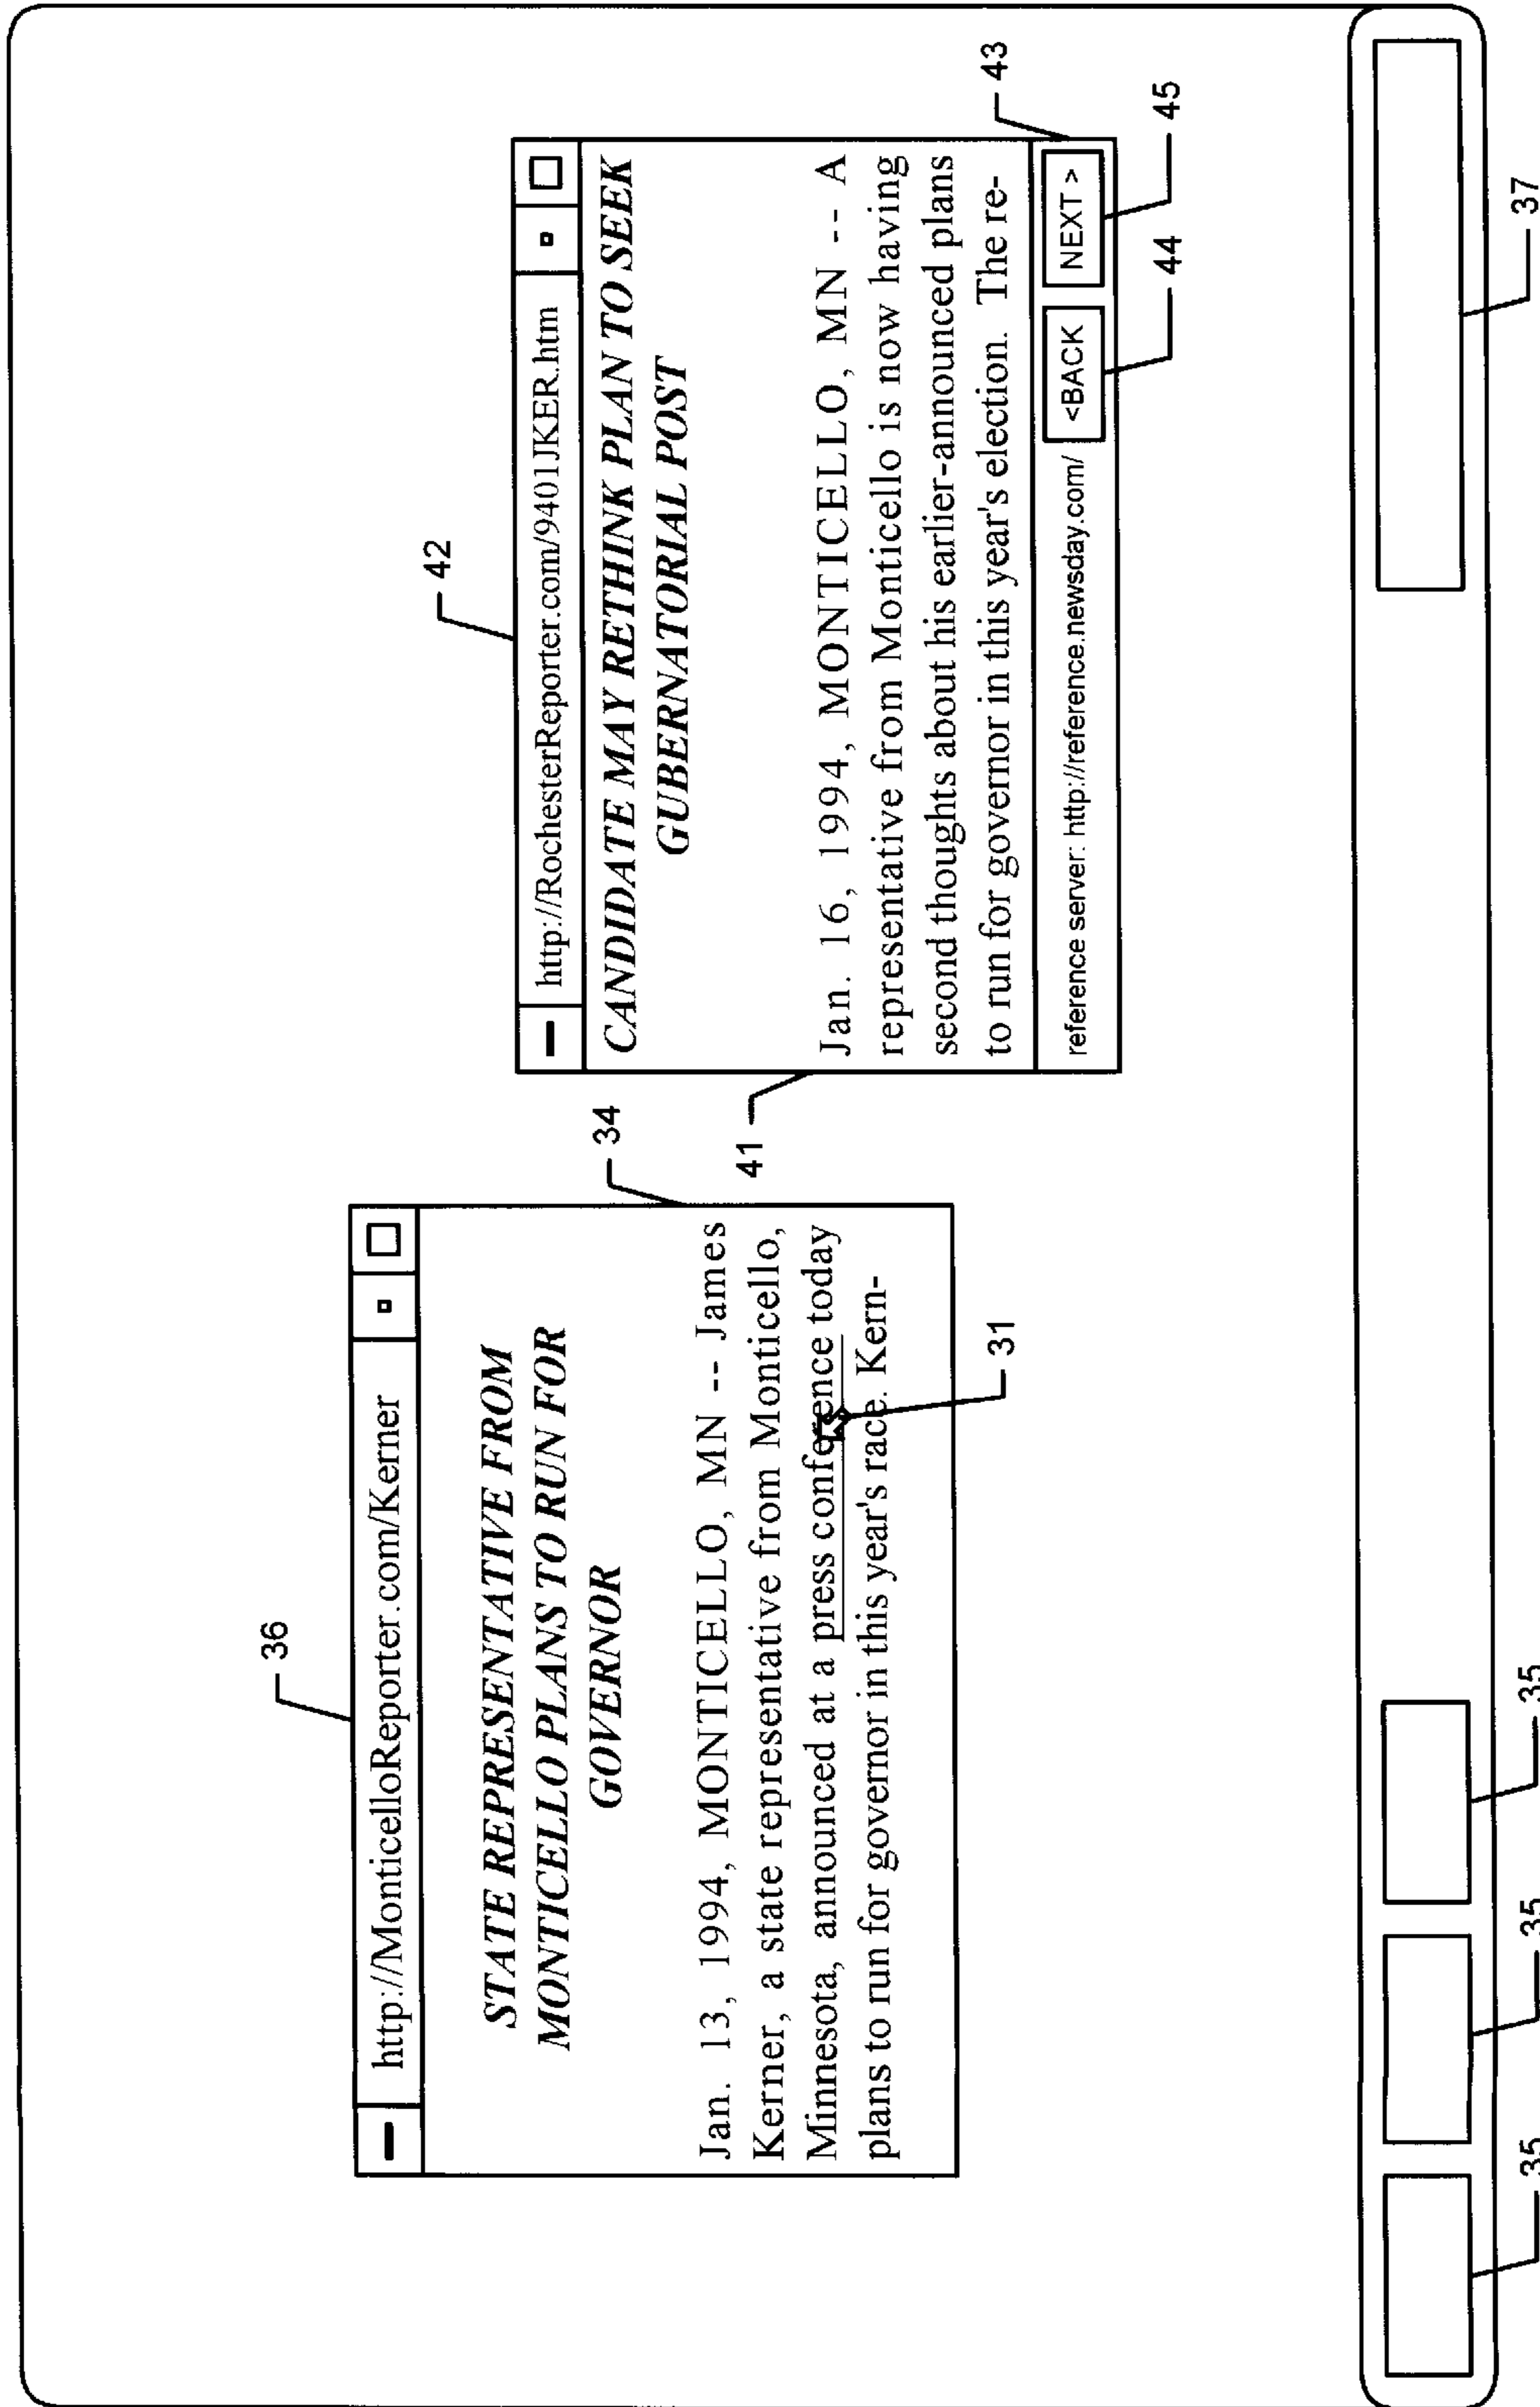 36
http://MonticelloReporter.com/Kerner
STATE REPRESENTATIVE FROM
MONTICELLO PLANS TO RUN FOR
GOVERNOR
Jan. 13, 1994, MONTICELLO, MN -- James
Kerner, a state representative from Monticello,
Minnesota, announced at a press conference today
plans to run for governor in this year's race. Kern-
34
31
42
http://RochesterReporter.com/9401JKER.htm
CANDIDATE MAY RETHINK PLAN TO SEEK
GUBERNATORIAL POST
Jan. 16, 1994, MONTICELLO, MN -- A
representative from Monticello is now having
second thoughts about his earlier-announced plans
to run for governor in this year's election. The re-
reference server: http://reference.newsday.com/
<BACK
NEXT >
41
43
44
45
35
35
35
37